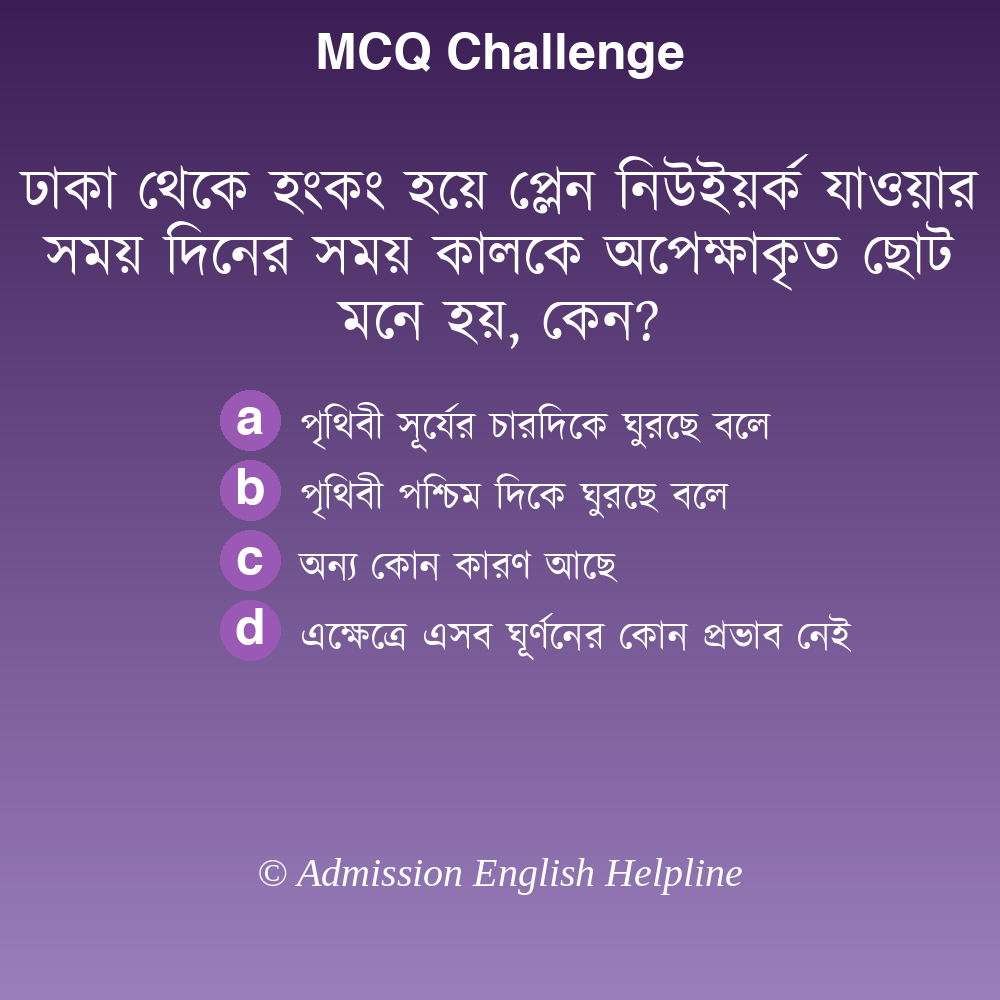 MCQ Challenge
ঢাকা থেকে হংকং হয়ে প্লেন নিউইয়র্ক যাওয়ার
সময় দিনের সময় কালকে অপেক্ষাকৃত ছোট
মনে হয়, কেন?
a পৃথিবী সূর্যের চারদিকে ঘুরছে বলে
b পৃথিবী পশ্চিম দিকে ঘুরছে বলে
c অন্য কোন কারণ আছে
d এক্ষেত্রে এসব ঘূর্ণনের কোন প্রভাব নেই
© Admission English Helpline